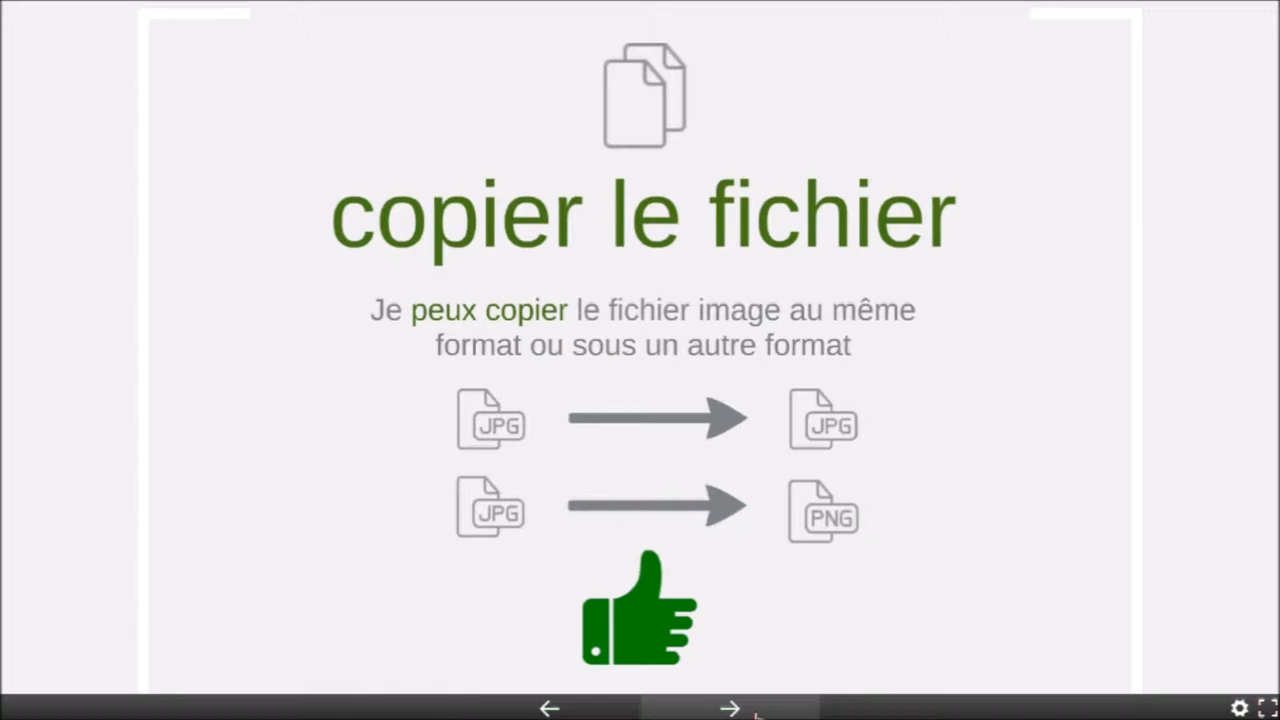 copier le fichier
Je peux copier le fichier image au même
format ou sous un autre format
JPG JPG
JPG PNG